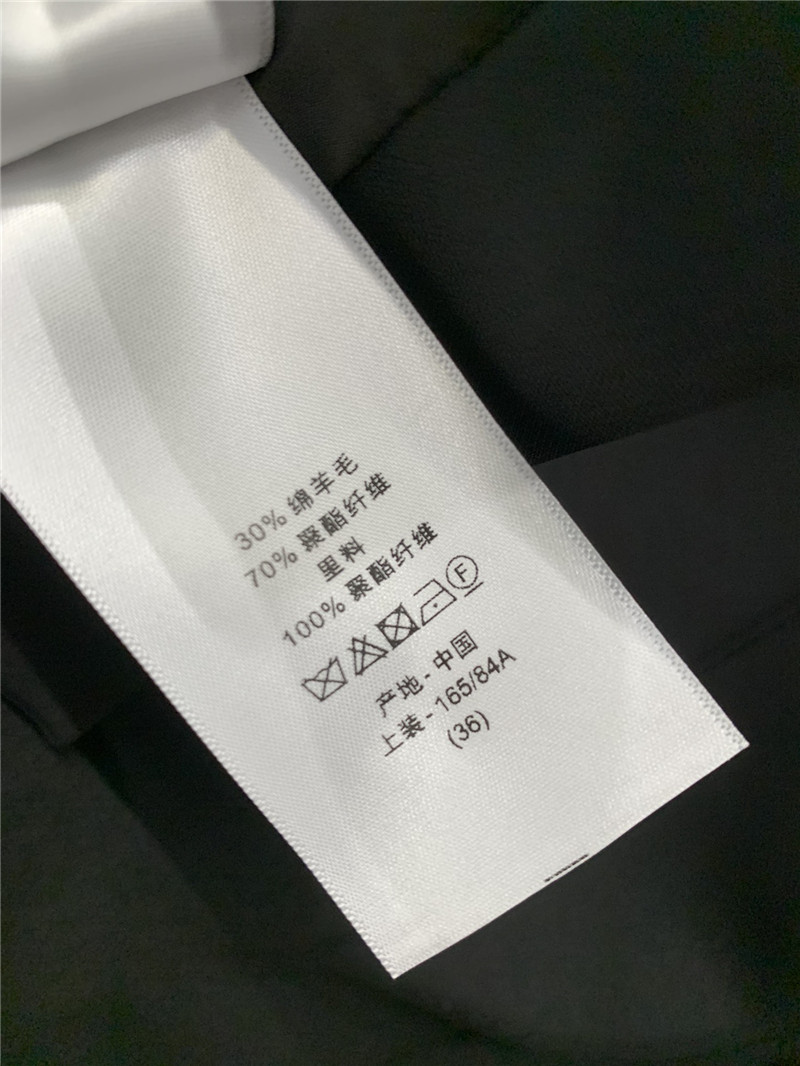 30% 绵羊毛
70% 聚酯纤维
里料
100% 聚酯纤维
F
产地 - 中国
上装 - 165/84A
(36)